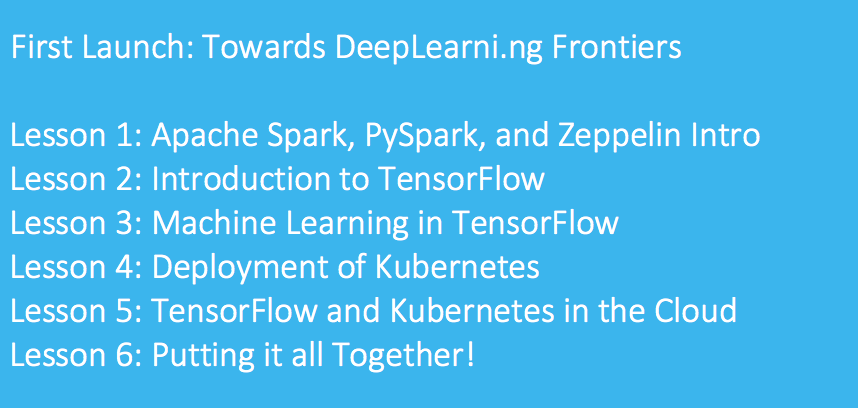 First Launch: Towards DeepLearni.ng Frontiers
Lesson 1: Apache Spark, PySpark, and Zeppelin Intro
Lesson 2: Introduction to TensorFlow
Lesson 3: Machine Learning in TensorFlow
Lesson 4: Deployment of Kubernetes
Lesson 5: TensorFlow and Kubernetes in the Cloud
Lesson 6: Putting it all Together!